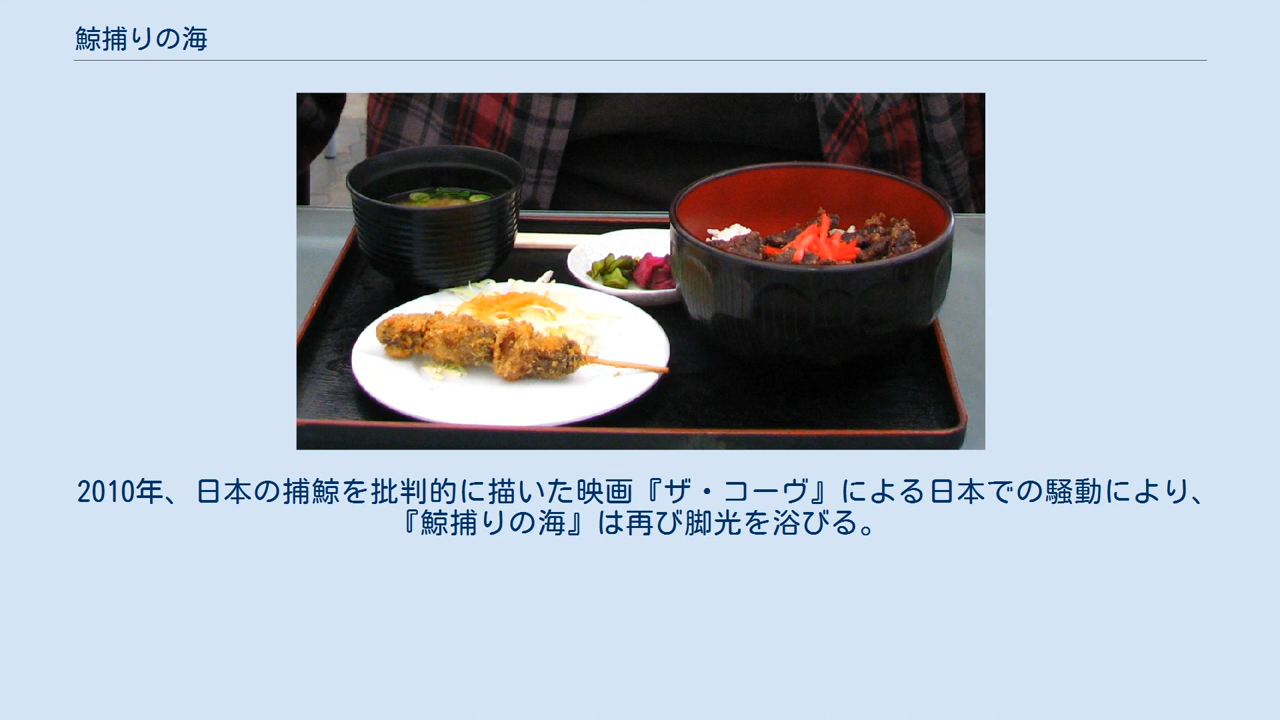 鯨捕りの海
2010年、日本の捕鯨を批判的に描いた映画『ザ・コーヴ』による日本での騒動により、
『鯨捕りの海』は再び脚光を浴びる。